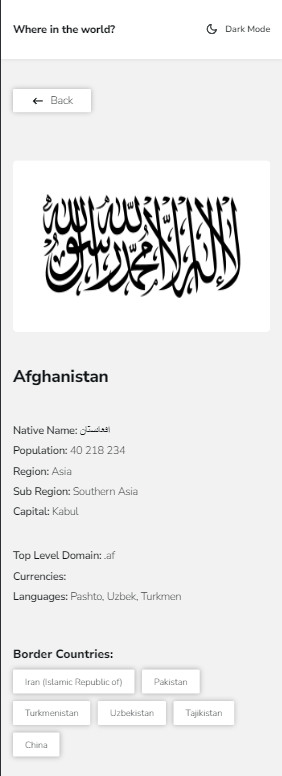 Where in the world?
Dark Mode
Back
لا إله إلا الله محمد رسول الله
Afghanistan
Native Name: افغانستان
Population: 40 218 234
Region: Asia
Sub Region: Southern Asia
Capital: Kabul
Top Level Domain: .af
Currencies:
Languages: Pashto, Uzbek, Turkmen
Border Countries:
Iran (Islamic Republic of)
Pakistan
Turkmenistan
Uzbekistan
Tajikistan
China